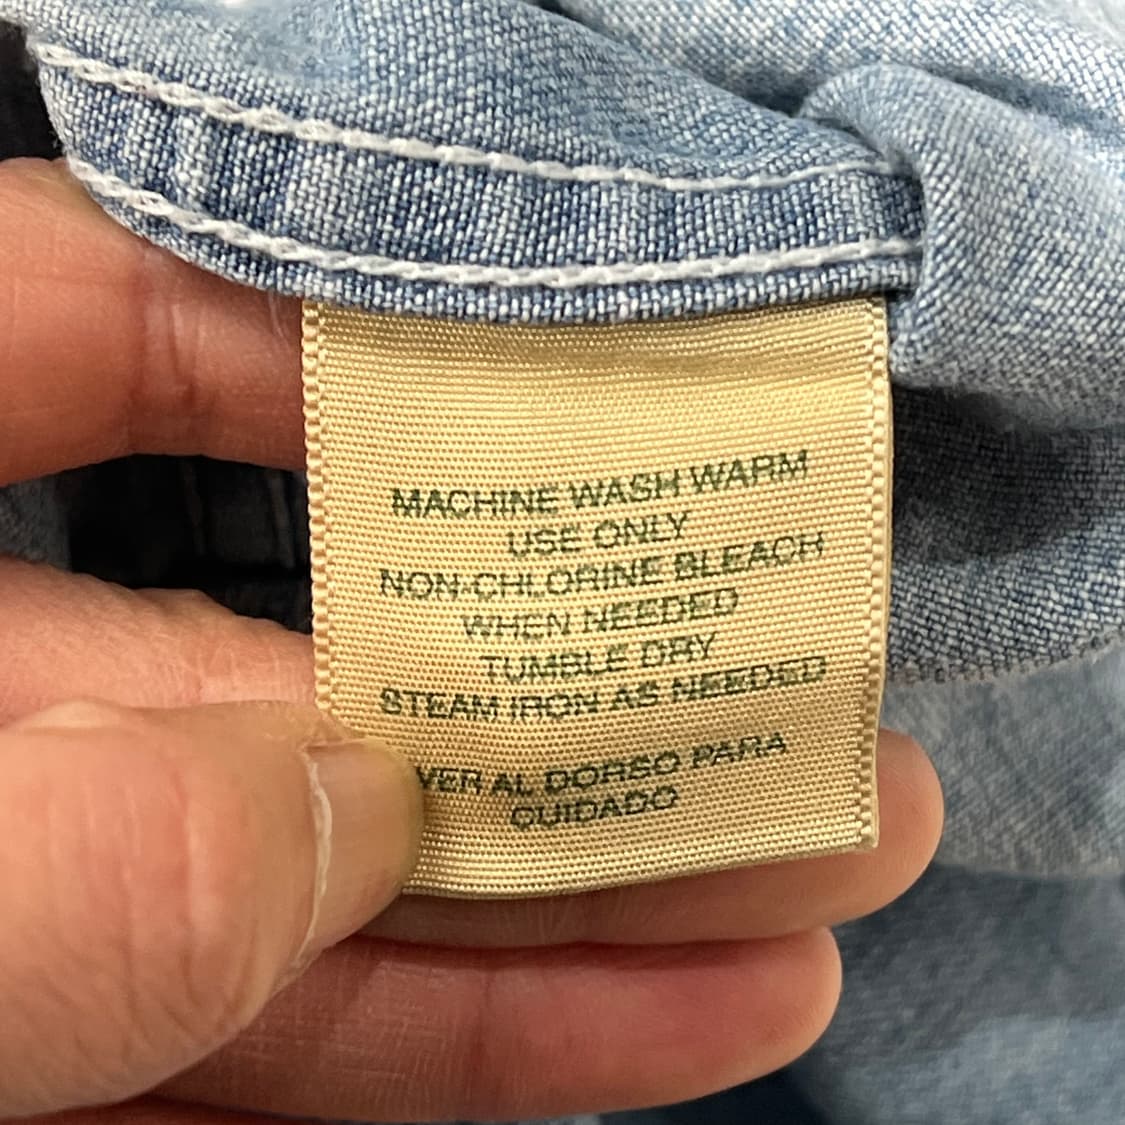 MACHINE WASH WARM
USE ONLY
NON-CHLORINE BLEACH
WHEN NEEDED
TUMBLE DRY
STEAM IRON AS NEEDED
VER AL DORSO PARA
CUIDADO